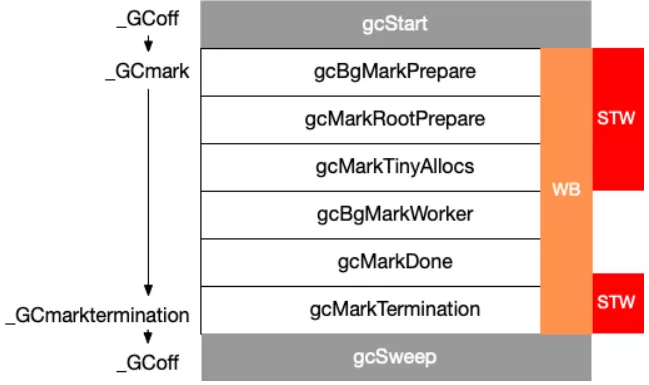 _GCoff
gcStart
_GCmark
gcBgMarkPrepare
gcMarkRootPrepare
STW
gcMarkTinyAllocs
WB
gcBgMarkWorker
gcMarkDone
_GCmarktermination
gcMarkTermination
STW
_GCoff
gcSweep